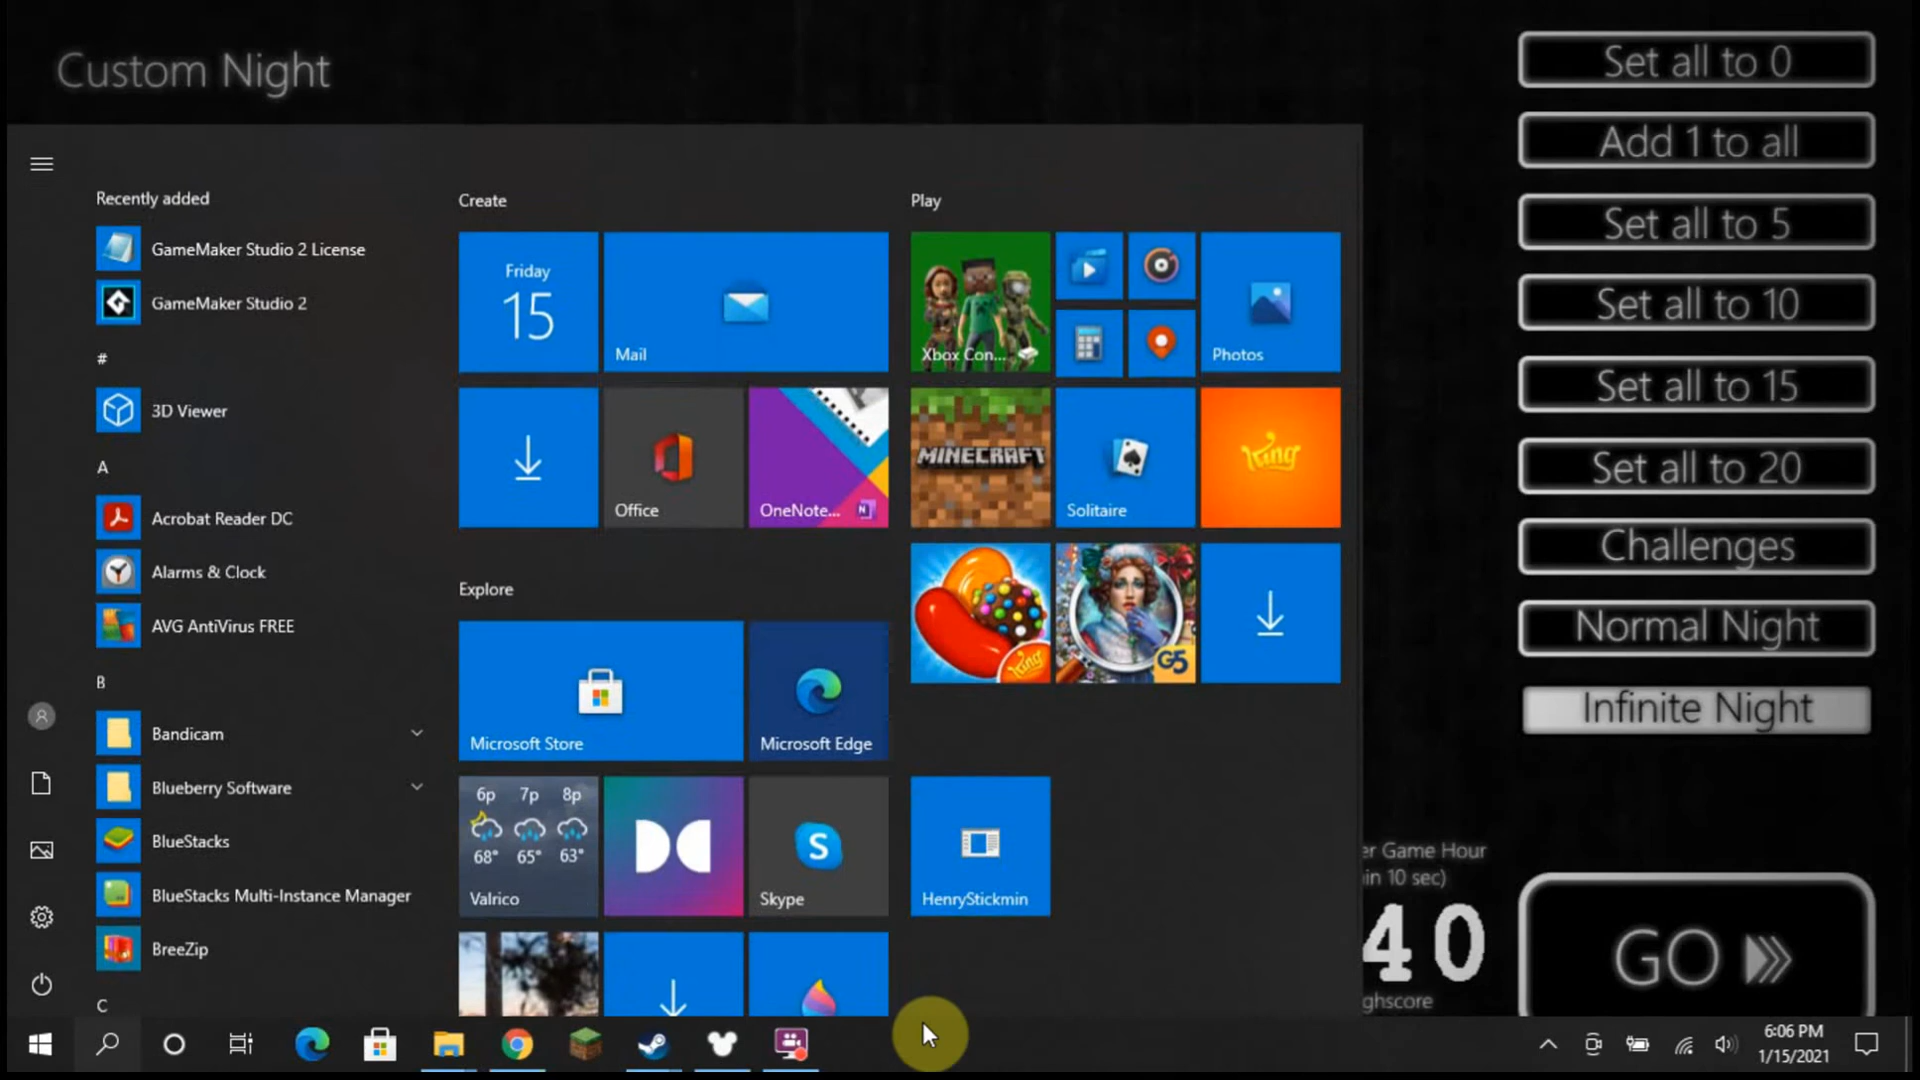 Custom Night
Recently added
GameMaker Studio 2 License
GameMaker Studio 2
#
3D Viewer
A
Acrobat Reader DC
Alarms & Clock
AVG AntiVirus FREE
B
Bandicam
Blueberry Software
BlueStacks
BlueStacks Multi-Instance Manager
BreeZip
C
Create
Friday
15
Mail
Office
OneNote...
N
Explore
Microsoft Store
Microsoft Edge
6p 7p 8p
68° 65° 63°
Valrico
S
Skype
Play
Xbox Con...
Photos
MINECRAFT
Solitaire
King
King
G5
HenryStickmin
Set all to 0
Add 1 to all
Set all to 5
Set all to 10
Set all to 15
Set all to 20
Challenges
Normal Night
Infinite Night
er Game Hour
in 10 sec)
40
ghscore
GO
6:06 PM
1/15/2021